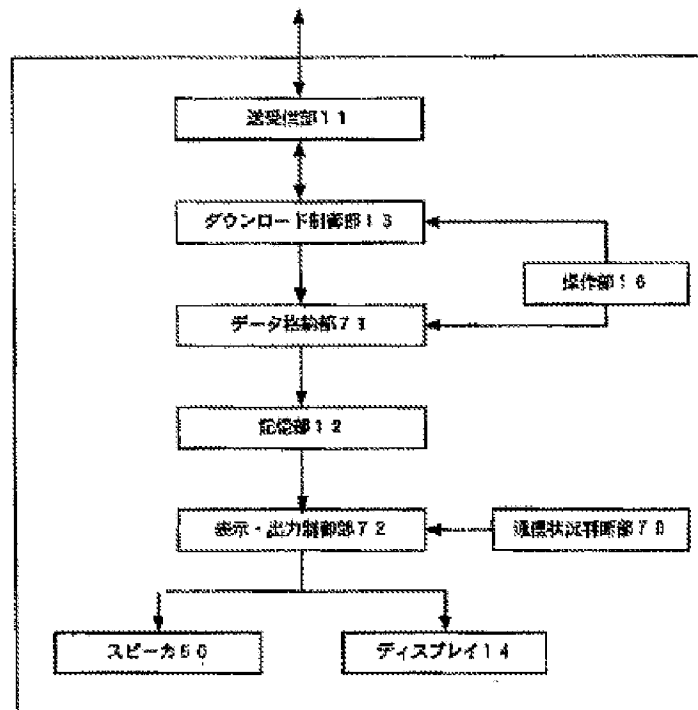 送受信部11
ダウンロード制御部13
操作部16
データ格納部71
記憶部12
表示・出力制御部72
通信状況判断部70
スピーカ50
ディスプレイ14